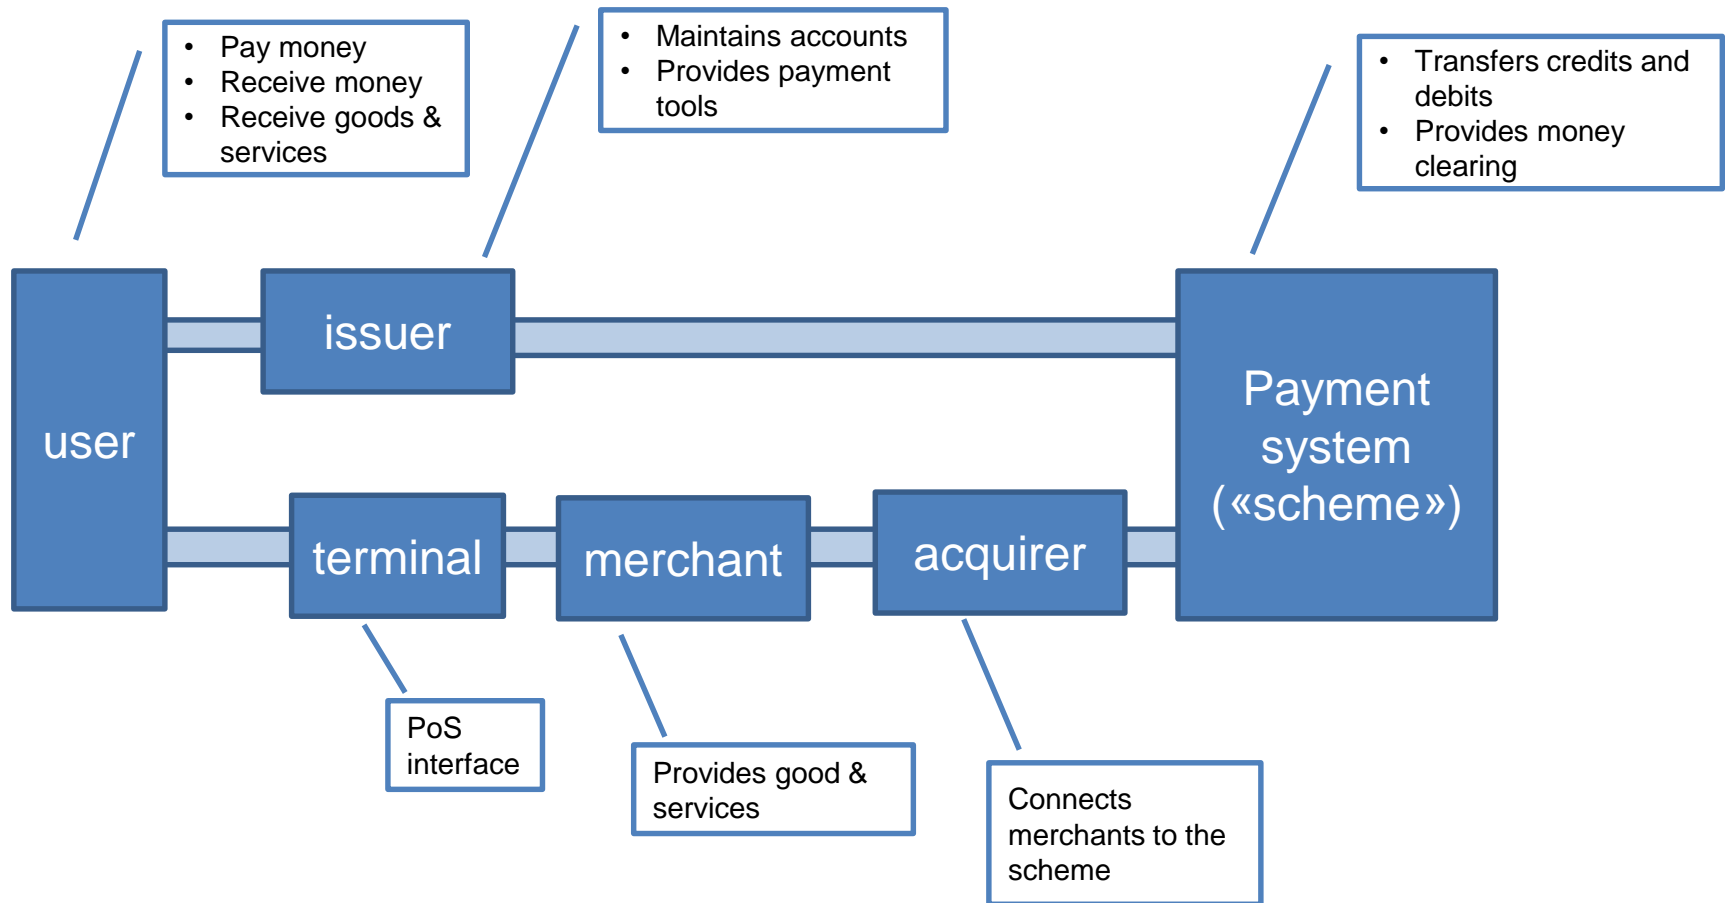 • Pay money
• Receive money
• Receive goods &
services
• Maintains accounts
• Provides payment
tools
• Transfers credits and
debits
• Provides money
clearing
user
issuer
Payment
system
(«scheme»)
terminal
merchant
acquirer
PoS
interface
Provides good &
services
Connects
merchants to the
scheme